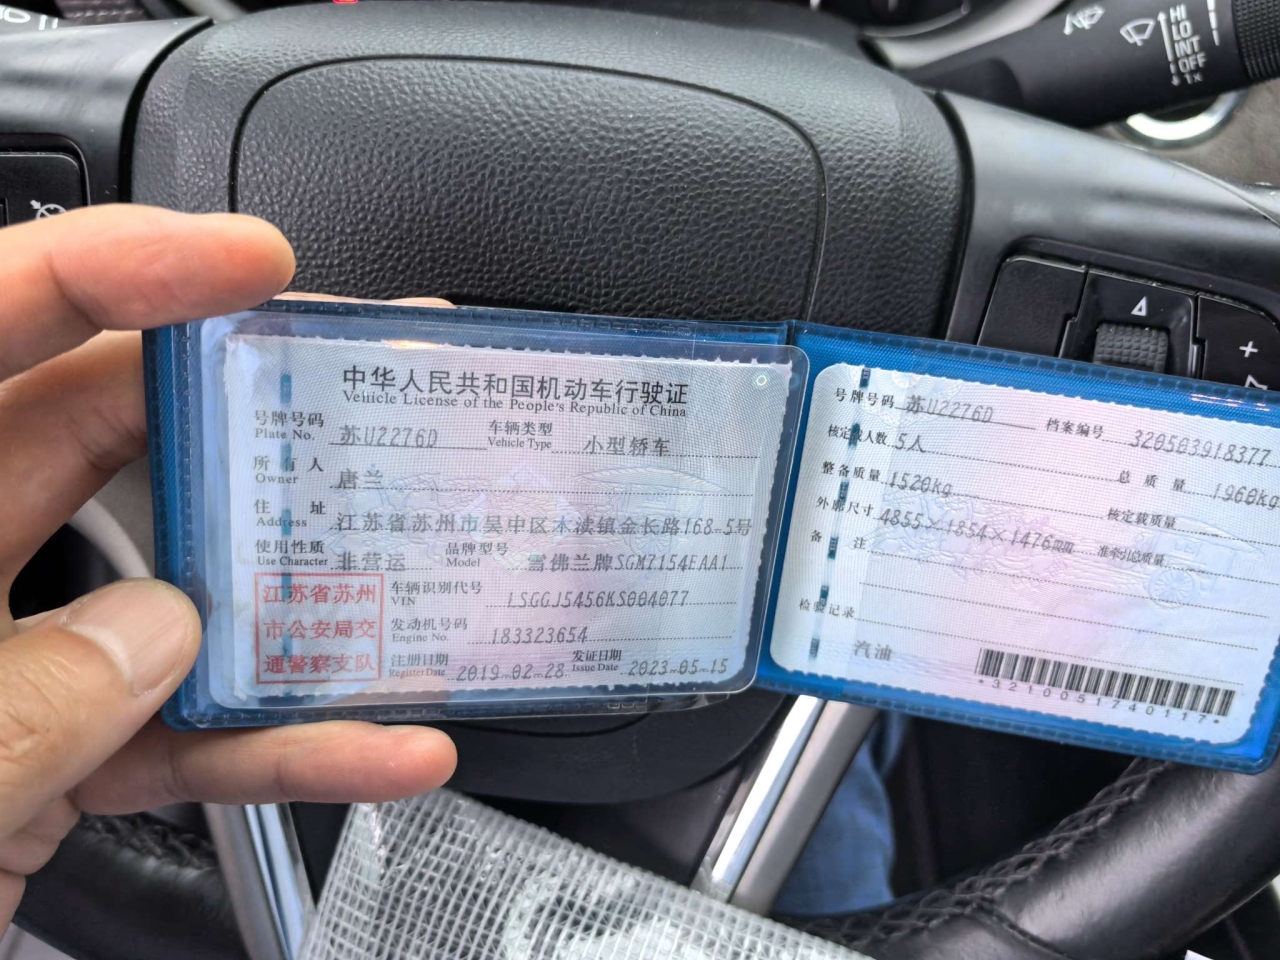 HI
LO
INT
OFF
1x
中华人民共和国机动车行驶证
Vehicle License of the People's Republic of China
号牌号码 苏U2276D 车辆类型 小型轿车
Plate No. Vehicle Type
所有人 唐兰
Owner
住址 江苏省苏州市吴中区木渎镇金长路168-5号
Address
使用性质 非营运 品牌型号 雪佛兰牌SGM7154EAA1
Use Character Model
江苏省苏州
市公安局交
通警察支队
车辆识别代号 LSGGJ5456KS004077
VIN
发动机号码 183323654
Engine No.
注册日期 2019-02-28 发证日期 2023-05-15
Register Date Issue Date
号牌号码 苏U2276D 档案编号 320503918377
核定载人数 5人 总质量 1960kg
整备质量 1520kg 核定载质量
外廓尺寸 4855×1854×1476mm 准牵引总质量
备注
检验记录
汽油
*3210051740117*
+